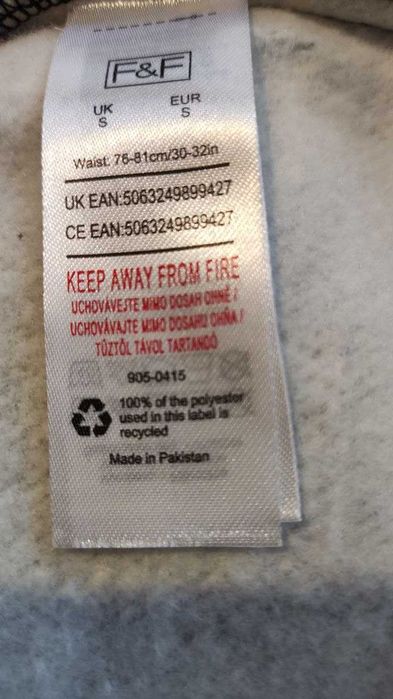 F&F
UK EUR
S S
Waist: 76-81cm/30-32in
UK EAN:5063249899427
CE EAN:5063249899427
KEEP AWAY FROM FIRE
UCHOVÁVEJTE MIMO DOSAH OHNĚ /
UCHOVÁVAJTE MIMO DOSAHU OHŇA /
TŰZTŐL TÁVOL TARTANDÓ
905-0415
100% of the polyester
used in this label is
recycled
Made in Pakistan